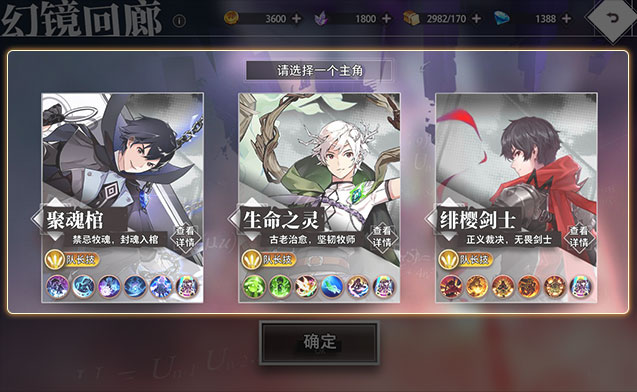 幻镜回廊
3600
1800
2982/170
1388
请选择一个主角
聚魂棺
禁忌牧魂、封魂入棺
查看
详情
队长技
生命之灵
古老治愈，坚韧牧师
查看
详情
队长技
绯樱剑士
正义裁决，无畏剑士
查看
详情
队长技
确定